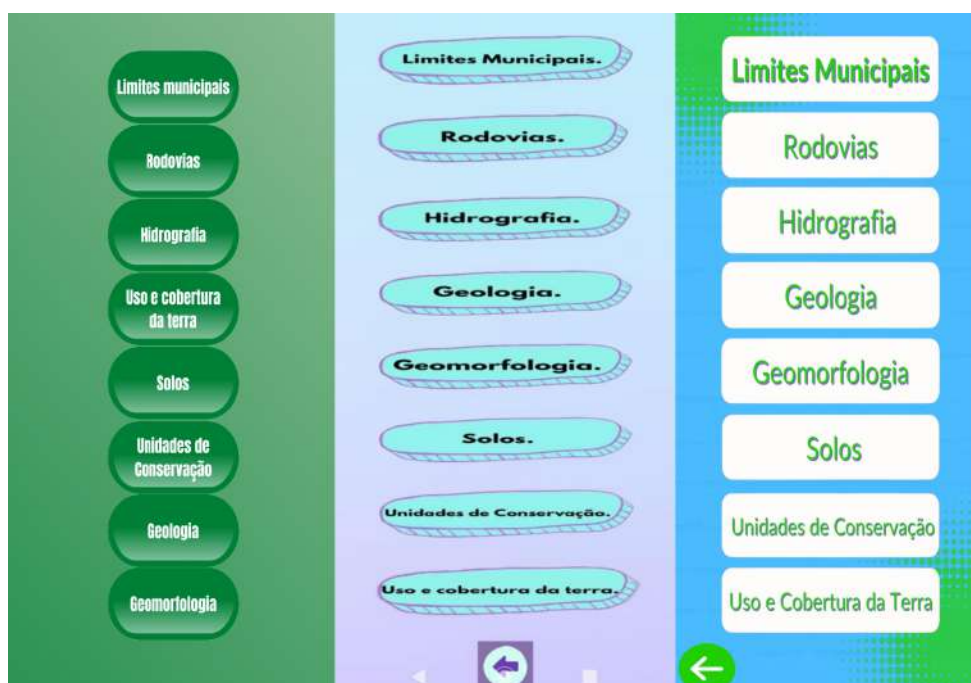 Limites municipais
Rodovias
Hidrografia
Uso e cobertura
da terra
Solos
Unidades de
Conservação
Geologia
Geomorfologia
Limites Municipais.
Rodovias.
Hidrografia.
Geologia.
Geomorfologia.
Solos.
Unidades de Conservação.
Uso e cobertura da terra.
Limites Municipais
Rodovias
Hidrografia
Geologia
Geomorfologia
Solos
Unidades de Conservação
Uso e Cobertura da Terra